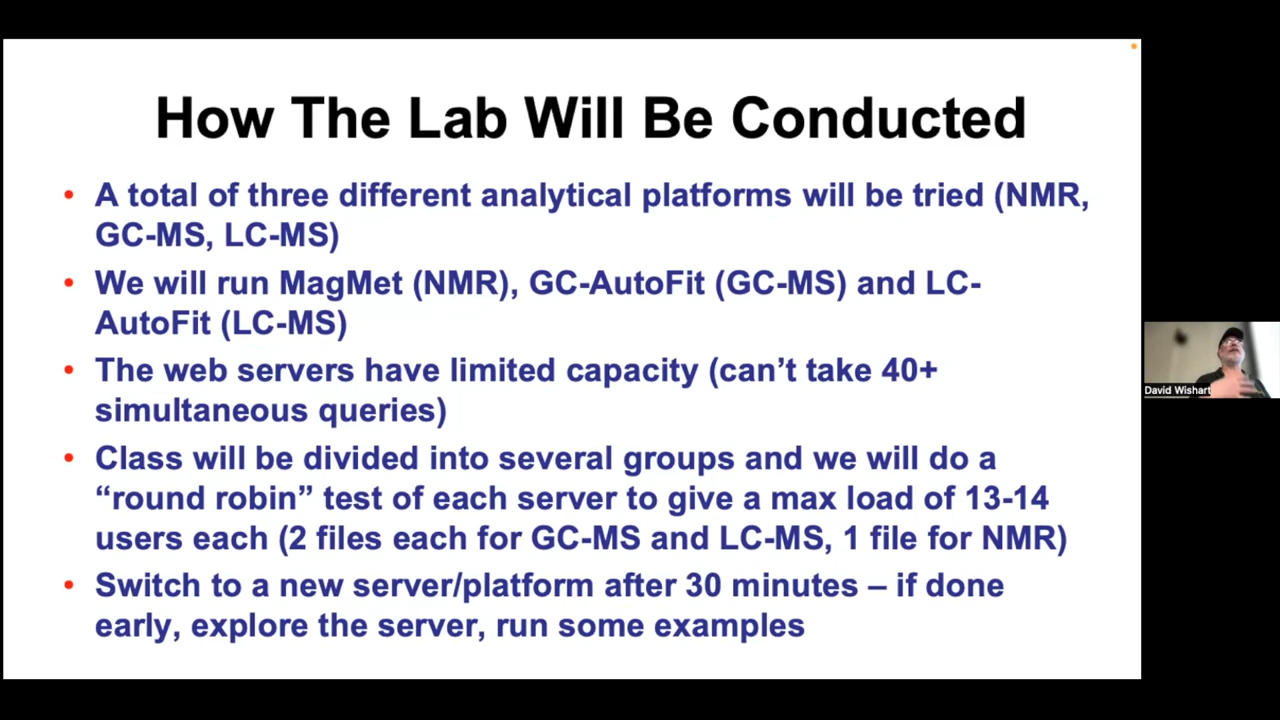 How The Lab Will Be Conducted
• A total of three different analytical platforms will be tried (NMR,
GC-MS, LC-MS)
• We will run MagMet (NMR), GC-AutoFit (GC-MS) and LC-
AutoFit (LC-MS)
• The web servers have limited capacity (can’t take 40+
simultaneous queries)
• Class will be divided into several groups and we will do a
“round robin” test of each server to give a max load of 13-14
users each (2 files each for GC-MS and LC-MS, 1 file for NMR)
• Switch to a new server/platform after 30 minutes – if done
early, explore the server, run some examples
David Wishart